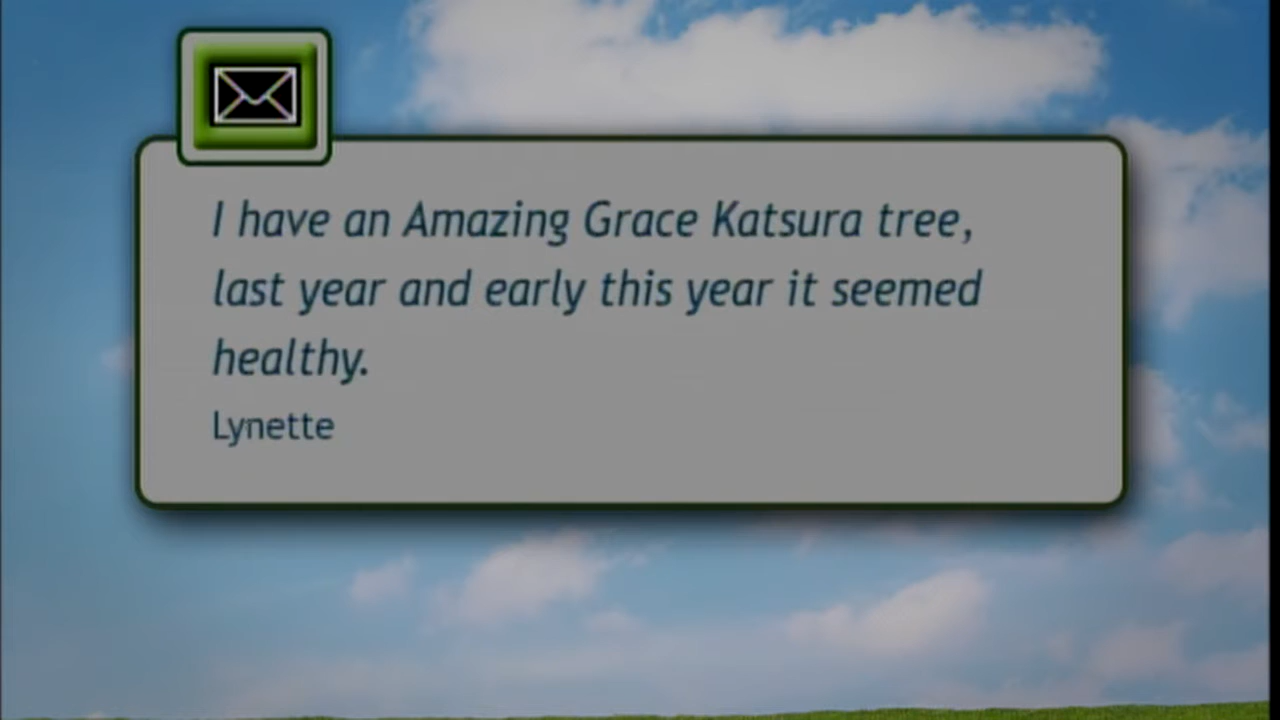 I have an Amazing Grace Katsura tree,
last year and early this year it seemed
healthy.
Lynette